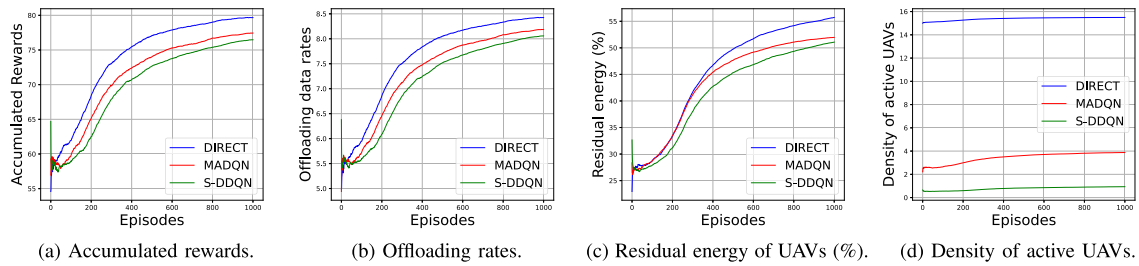 Accumulated Rewards
80
75
70
65
60
55
DIRECT
MADQN
S-DDQN
0 200 400 600 800 1000
Episodes
(a) Accumulated rewards.
Offloading data rates
8.5
8.0
7.5
7.0
6.5
6.0
5.5
5.0
DIRECT
MADQN
S-DDQN
0 200 400 600 800 1000
Episodes
(b) Offloading rates.
Residual energy (%)
55
50
45
40
35
30
25
DIRECT
MADQN
S-DDQN
0 200 400 600 800 1000
Episodes
(c) Residual energy of UAVs (%).
Density of active UAVs
16
14
12
10
8
6
4
2
0
DIRECT
MADQN
S-DDQN
0 200 400 600 800 1000
Episodes
(d) Density of active UAVs.